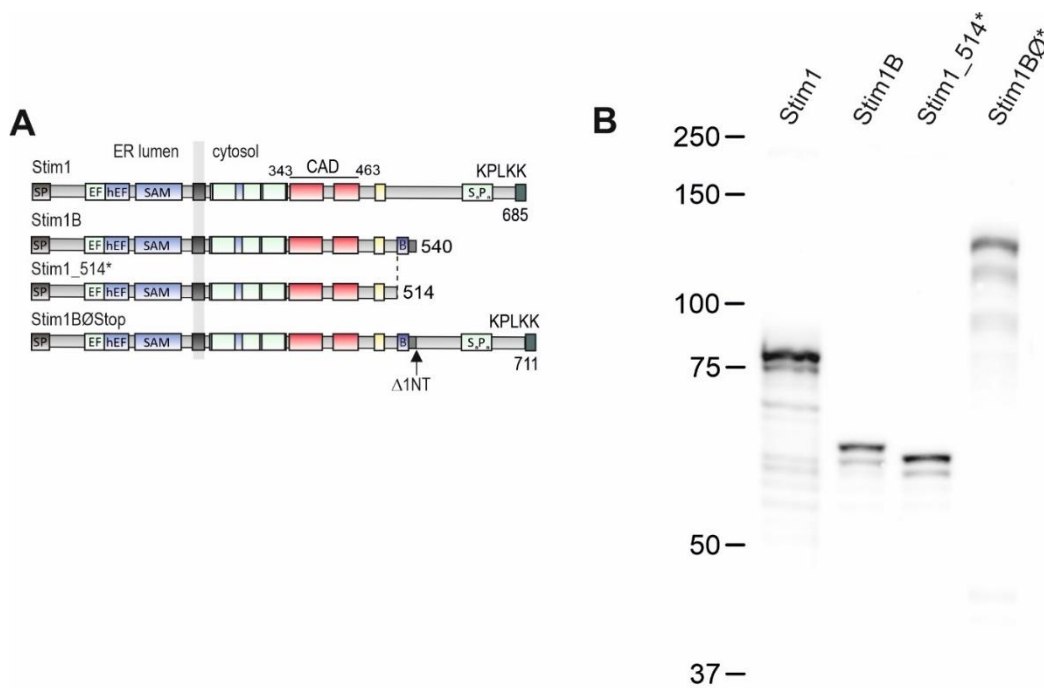 A
ER lumen cytosol 343 CAD 463 KPLKK
Stim1
SP EF hEF SAM SnPn
685
Stim1B
SP EF hEF SAM B 540
Stim1_514*
SP EF hEF SAM 514
Stim1BØStop KPLKK
SP EF hEF SAM B SnPn
711
Δ1NT
B
Stim1
Stim1B
Stim1_514*
Stim1BØ*
250
150
100
75
50
37